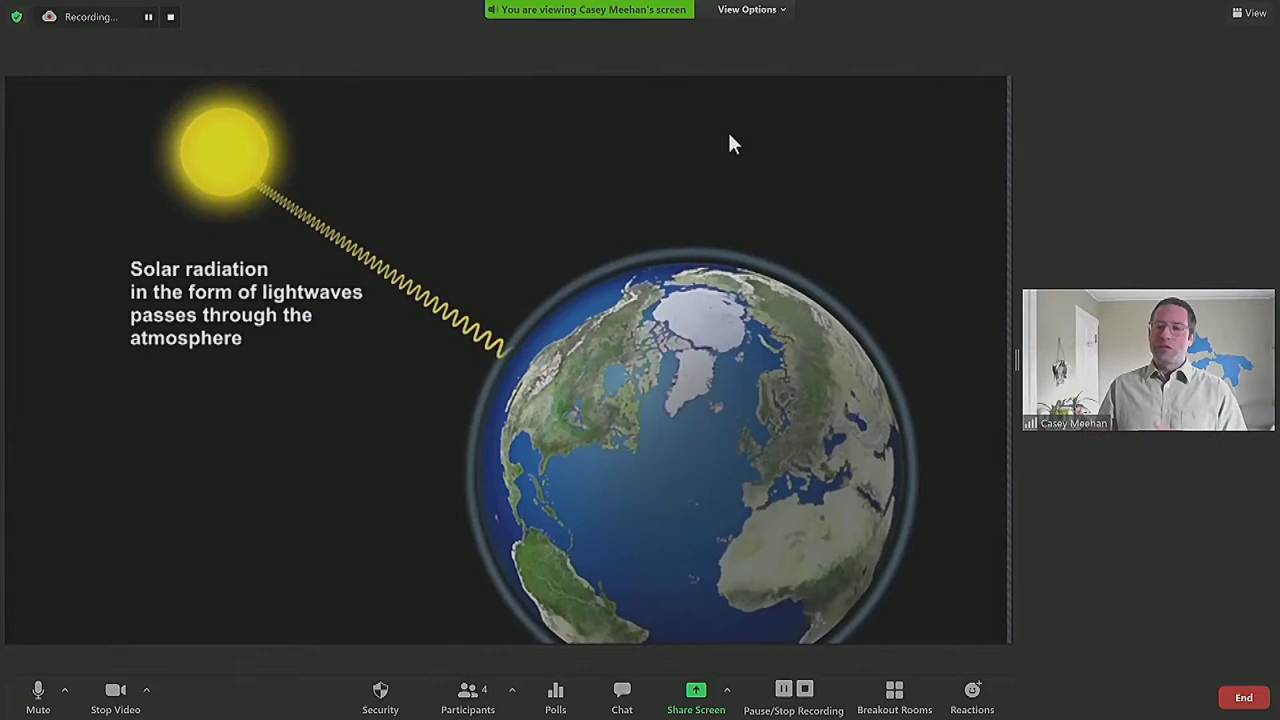 Recording...
You are viewing Casey Meehan's screen
View Options
View
Solar radiation
in the form of lightwaves
passes through the
atmosphere
Casey Meehan
Mute
Stop Video
Security
Participants
4
Polls
Chat
Share Screen
Pause/Stop Recording
Breakout Rooms
Reactions
End